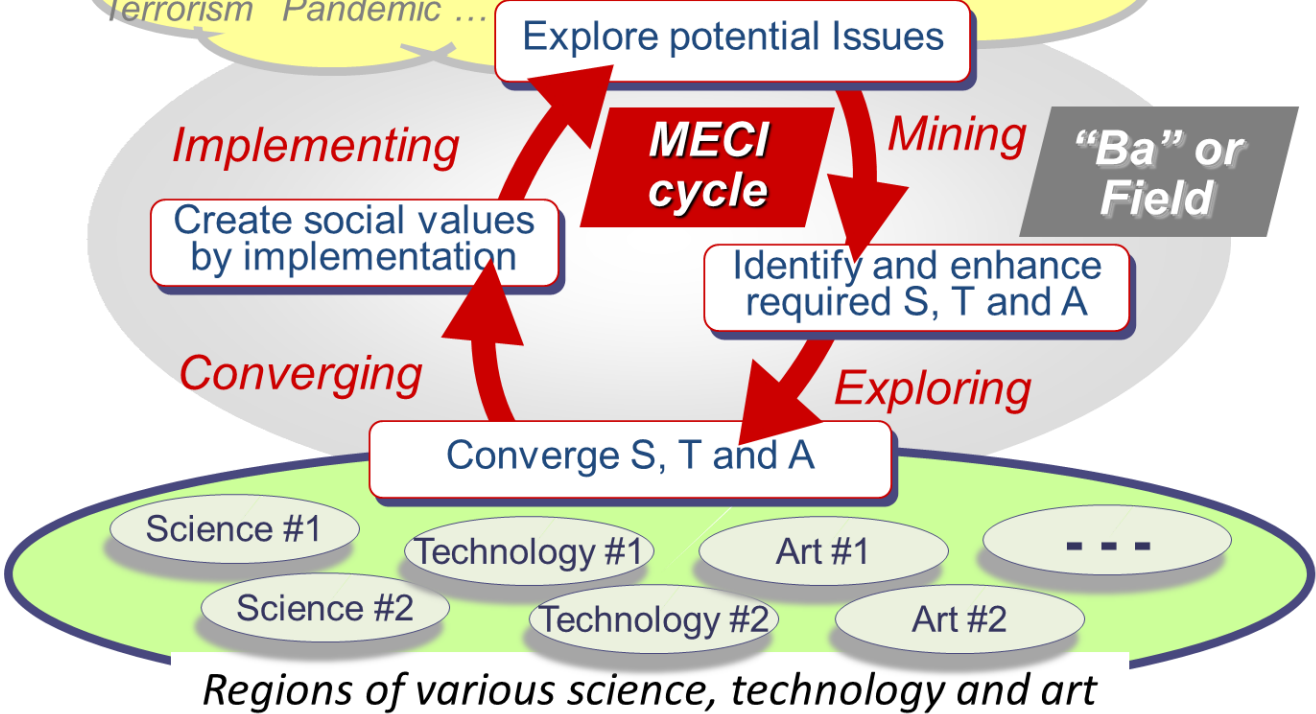 Terrorism Pandemic …
Explore potential Issues
Implementing
MECI
cycle
Mining
“Ba” or
Field
Create social values
by implementation
Identify and enhance
required S, T and A
Converging
Exploring
Converge S, T and A
Science #1
Technology #1
Art #1
- - -
Science #2
Technology #2
Art #2
Regions of various science, technology and art